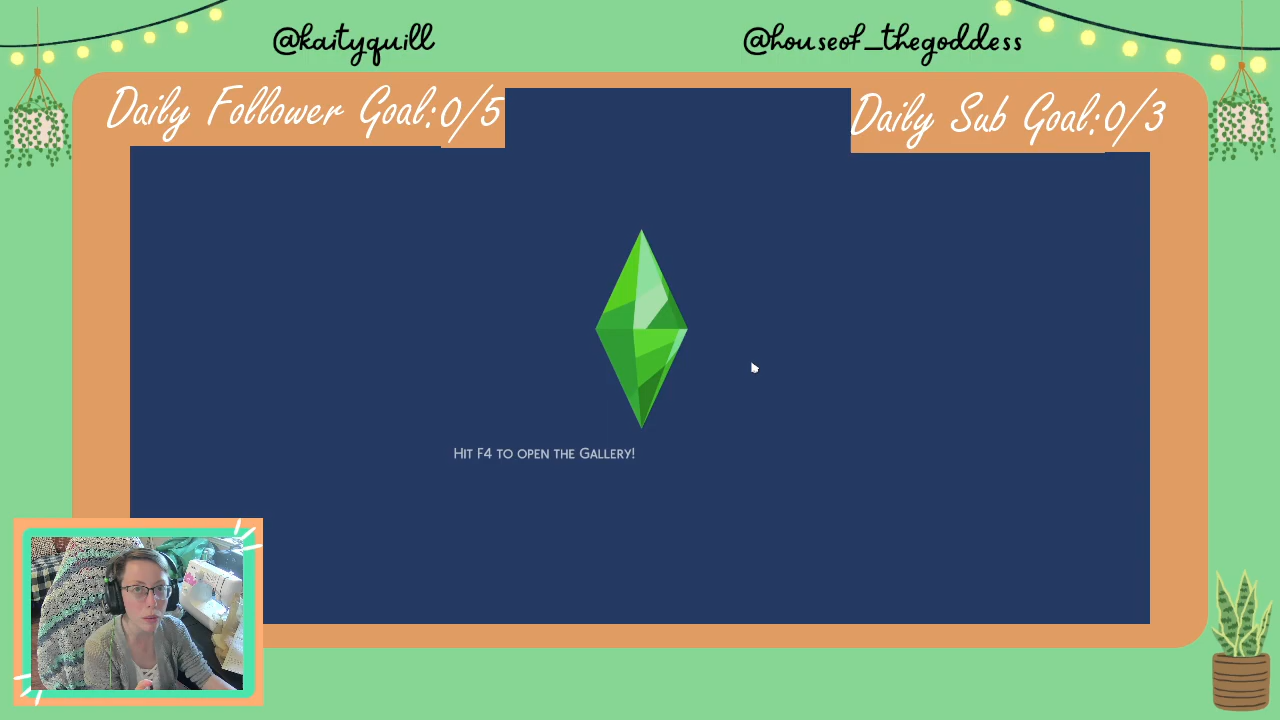 @kaityquill
@houseof_thegoddess
Daily Follower Goal:0/5
Daily Sub Goal:0/3
Hit F4 to open the Gallery!